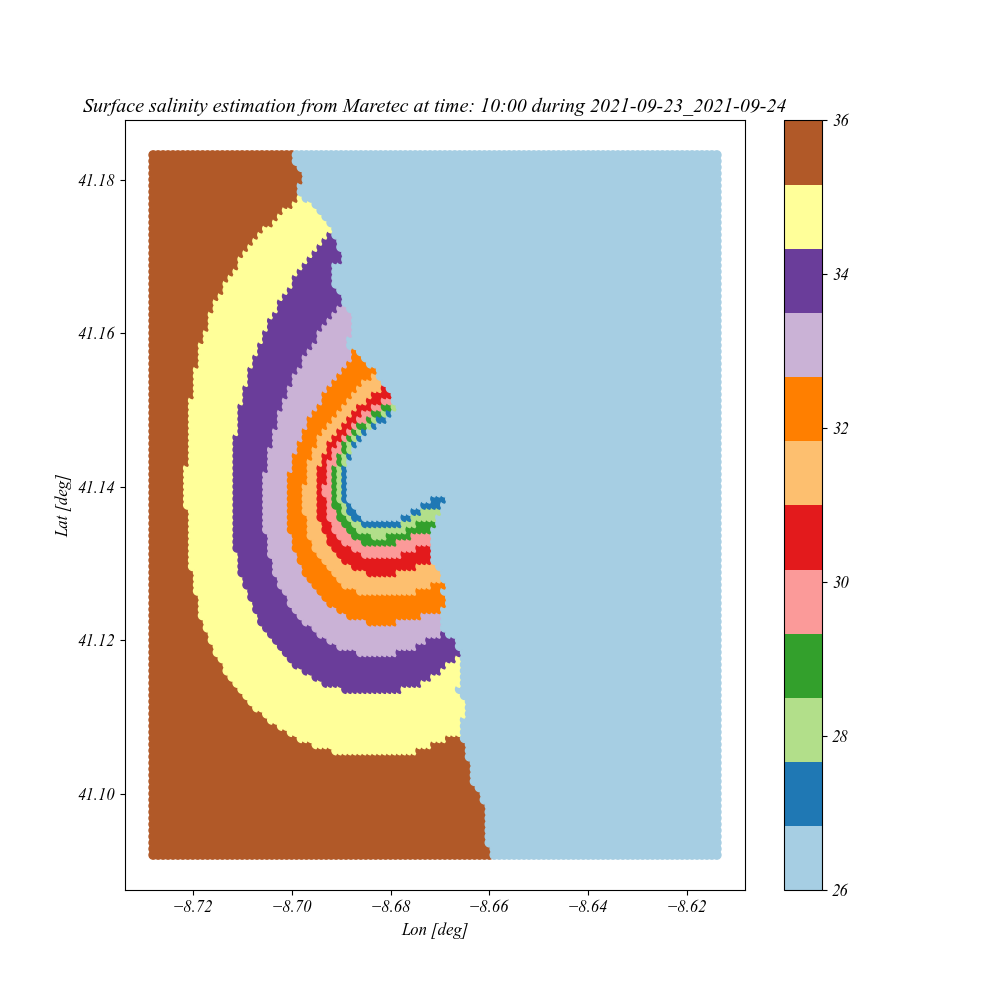 Surface salinity estimation from Maretec at time: 10:00 during 2021-09-23_2021-09-24
36
34
32
30
28
26
41.18
41.16
41.14
41.12
41.10
Lat [deg]
−8.72 −8.70 −8.68 −8.66 −8.64 −8.62
Lon [deg]